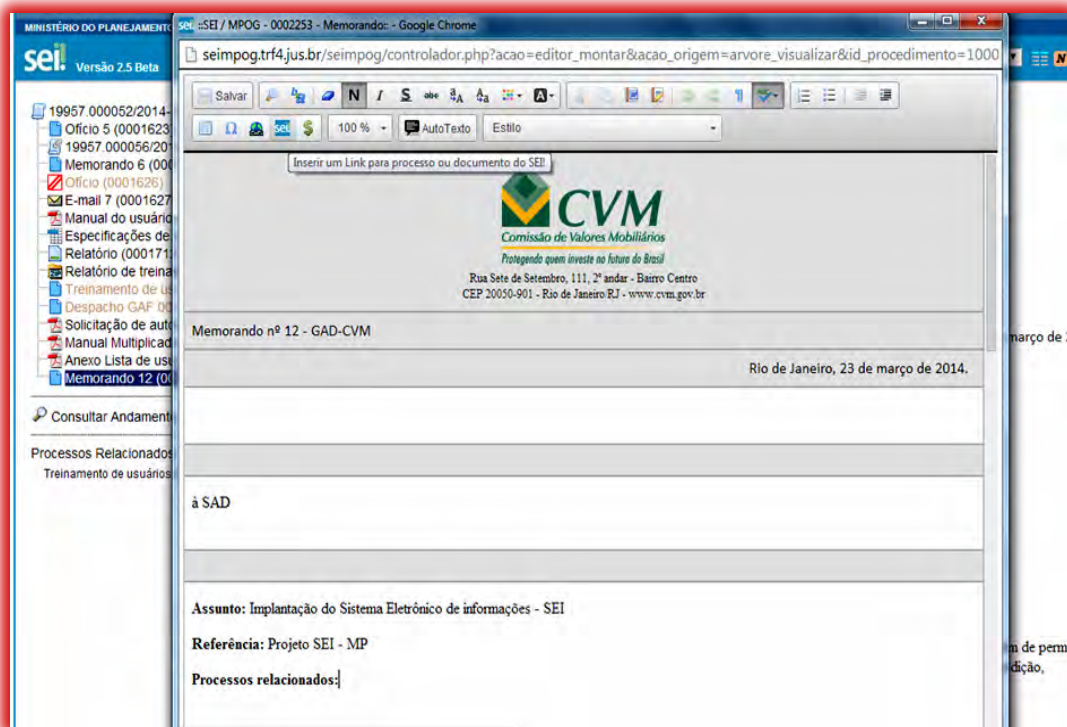 MINISTÉRIO DO PLANEJAMENTO
sei! Versão 2.5 Beta
19957.000052/2014-
Ofício 5 (0001623
19957.000056/20
Memorando 6 (000
Ofício (0001626)
E-mail 7 (0001627
Manual do usuário
Especificações de
Relatório (000171
Relatório de treina
Treinamento de us
Despacho GAF 00
Solicitação de auto
Manual Multiplicad
Anexo Lista de usu
Memorando 12 (00
Consultar Andament
Processos Relacionados
Treinamento de usuários
sei. ::SEI / MPOG - 0002253 - Memorando:: - Google Chrome
seimpog.trf4.jus.br/seimpog/controlador.php?acao=editor_montar&acao_origem=arvore_visualizar&id_procedimento=1000
Salvar N I S abc
Ω sei $ 100 % AutoTexto Estilo
Inserir um Link para processo ou documento do SEI!
CVM
Comissão de Valores Mobiliários
Protegendo quem investe no futuro do Brasil
Rua Sete de Setembro, 111, 2º andar - Bairro Centro
CEP 20050-901 - Rio de Janeiro/RJ - www.cvm.gov.br
Memorando nº 12 - GAD-CVM
Rio de Janeiro, 23 de março de 2014.
à SAD
Assunto: Implantação do Sistema Eletrônico de informações - SEI
Referência: Projeto SEI - MP
Processos relacionados:
março de
de perm
dição,